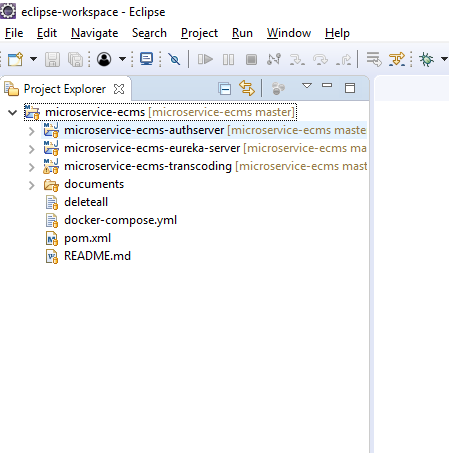 eclipse-workspace - Eclipse
File Edit Navigate Search Project Run Window Help
Project Explorer
microservice-ecms [microservice-ecms master]
microservice-ecms-authserver [microservice-ecms maste
microservice-ecms-eureka-server [microservice-ecms ma
microservice-ecms-transcoding [microservice-ecms mast
documents
deleteall
docker-compose.yml
pom.xml
README.md